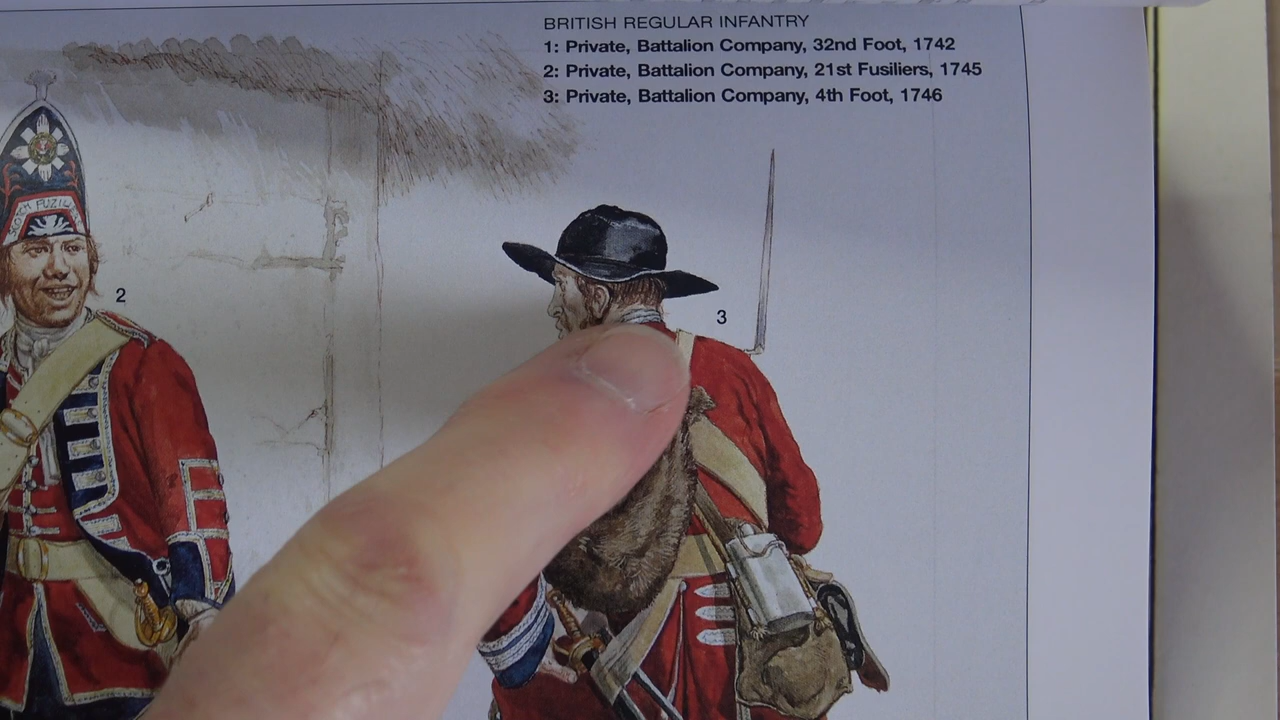 BRITISH REGULAR INFANTRY
1: Private, Battalion Company, 32nd Foot, 1742
2: Private, Battalion Company, 21st Fusiliers, 1745
3: Private, Battalion Company, 4th Foot, 1746
2
3